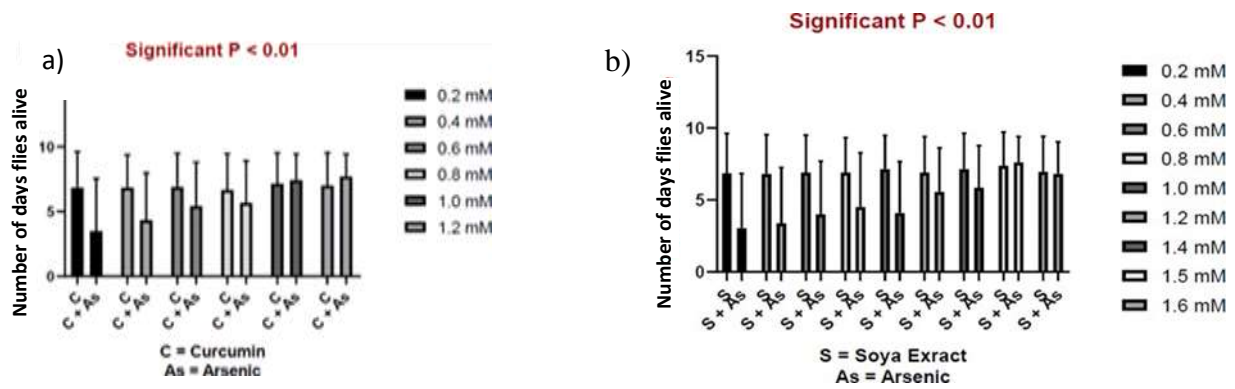 a)
Significant P < 0.01
Number of days flies alive
10
5
0
C
C + As
C
C + As
C
C + As
C
C + As
C
C + As
C
C + As
C = Curcumin
As = Arsenic
0.2 mM
0.4 mM
0.6 mM
0.8 mM
1.0 mM
1.2 mM
b)
Significant P < 0.01
Number of days flies alive
15
10
5
0
S
S + As
S
S + As
S
S + As
S
S + As
S
S + As
S
S + As
S
S + As
S
S + As
S
S + As
S = Soya Exract
As = Arsenic
0.2 mM
0.4 mM
0.6 mM
0.8 mM
1.0 mM
1.2 mM
1.4 mM
1.5 mM
1.6 mM